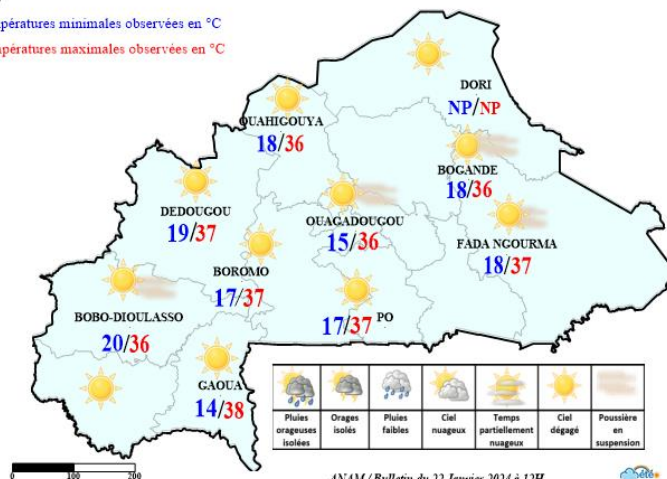 pératures minimales observées en °C
pératures maximales observées en °C
DORI
NP/NP
OUAHIGOUYA
18/36
BOGANDE
18/36
DEDOUGOU
19/37
OUAGADOUGOU
15/36
FADA NGOURMA
18/37
BOROMO
17/37
PO
17/37
BOBO-DIOULASSO
20/36
GAOUA
14/38
Pluies orageuses isolées
Orages isolés
Pluies faibles
Ciel nuageux
Temps partiellement nuageux
Ciel dégagé
Poussière en suspension
0 100 200
ANAM / Bulletin du 22 Janvier 2024 à 12H
été